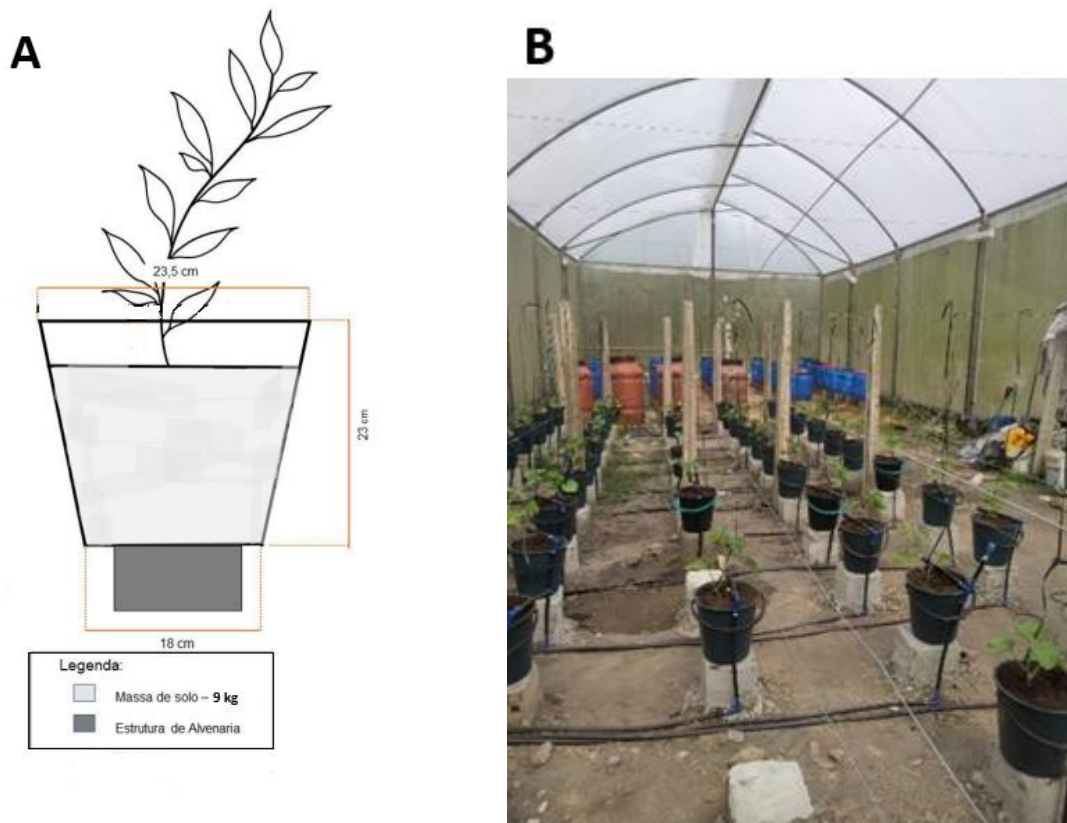 A
B
23,5 cm
23 cm
18 cm
Legenda:
Massa de solo – 9 kg
Estrutura de Alvenaria